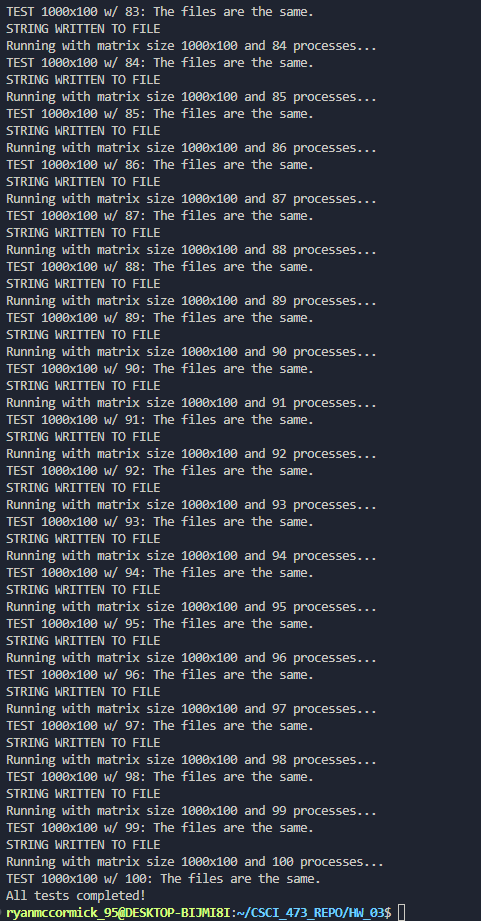 TEST 1000x100 w/ 83: The files are the same.
STRING WRITTEN TO FILE
Running with matrix size 1000x100 and 84 processes...
TEST 1000x100 w/ 84: The files are the same.
STRING WRITTEN TO FILE
Running with matrix size 1000x100 and 85 processes...
TEST 1000x100 w/ 85: The files are the same.
STRING WRITTEN TO FILE
Running with matrix size 1000x100 and 86 processes...
TEST 1000x100 w/ 86: The files are the same.
STRING WRITTEN TO FILE
Running with matrix size 1000x100 and 87 processes...
TEST 1000x100 w/ 87: The files are the same.
STRING WRITTEN TO FILE
Running with matrix size 1000x100 and 88 processes...
TEST 1000x100 w/ 88: The files are the same.
STRING WRITTEN TO FILE
Running with matrix size 1000x100 and 89 processes...
TEST 1000x100 w/ 89: The files are the same.
STRING WRITTEN TO FILE
Running with matrix size 1000x100 and 90 processes...
TEST 1000x100 w/ 90: The files are the same.
STRING WRITTEN TO FILE
Running with matrix size 1000x100 and 91 processes...
TEST 1000x100 w/ 91: The files are the same.
STRING WRITTEN TO FILE
Running with matrix size 1000x100 and 92 processes...
TEST 1000x100 w/ 92: The files are the same.
STRING WRITTEN TO FILE
Running with matrix size 1000x100 and 93 processes...
TEST 1000x100 w/ 93: The files are the same.
STRING WRITTEN TO FILE
Running with matrix size 1000x100 and 94 processes...
TEST 1000x100 w/ 94: The files are the same.
STRING WRITTEN TO FILE
Running with matrix size 1000x100 and 95 processes...
TEST 1000x100 w/ 95: The files are the same.
STRING WRITTEN TO FILE
Running with matrix size 1000x100 and 96 processes...
TEST 1000x100 w/ 96: The files are the same.
STRING WRITTEN TO FILE
Running with matrix size 1000x100 and 97 processes...
TEST 1000x100 w/ 97: The files are the same.
STRING WRITTEN TO FILE
Running with matrix size 1000x100 and 98 processes...
TEST 1000x100 w/ 98: The files are the same.
STRING WRITTEN TO FILE
Running with matrix size 1000x100 and 99 processes...
TEST 1000x100 w/ 99: The files are the same.
STRING WRITTEN TO FILE
Running with matrix size 1000x100 and 100 processes...
TEST 1000x100 w/ 100: The files are the same.
All tests completed!
ryanmccormick_95@DESKTOP-BIJMI8I:~/CSCI_473_REPO/HW_03$